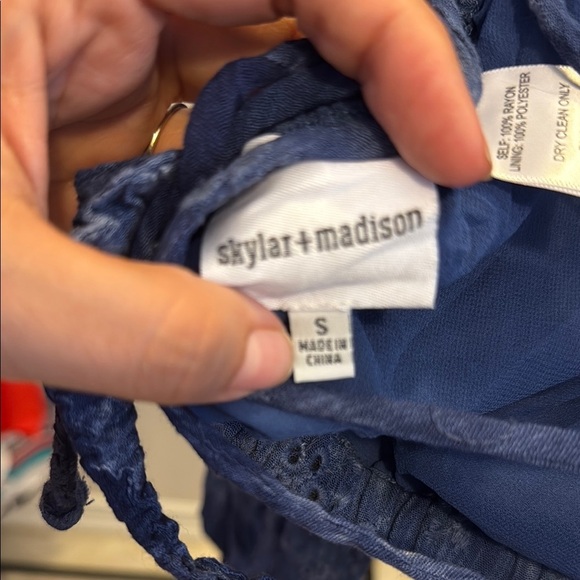 skylar+madison
S
MADE IN
CHINA
SELF: 100% RAYON
LINING: 100% POLYESTER
DRY CLEAN ONLY